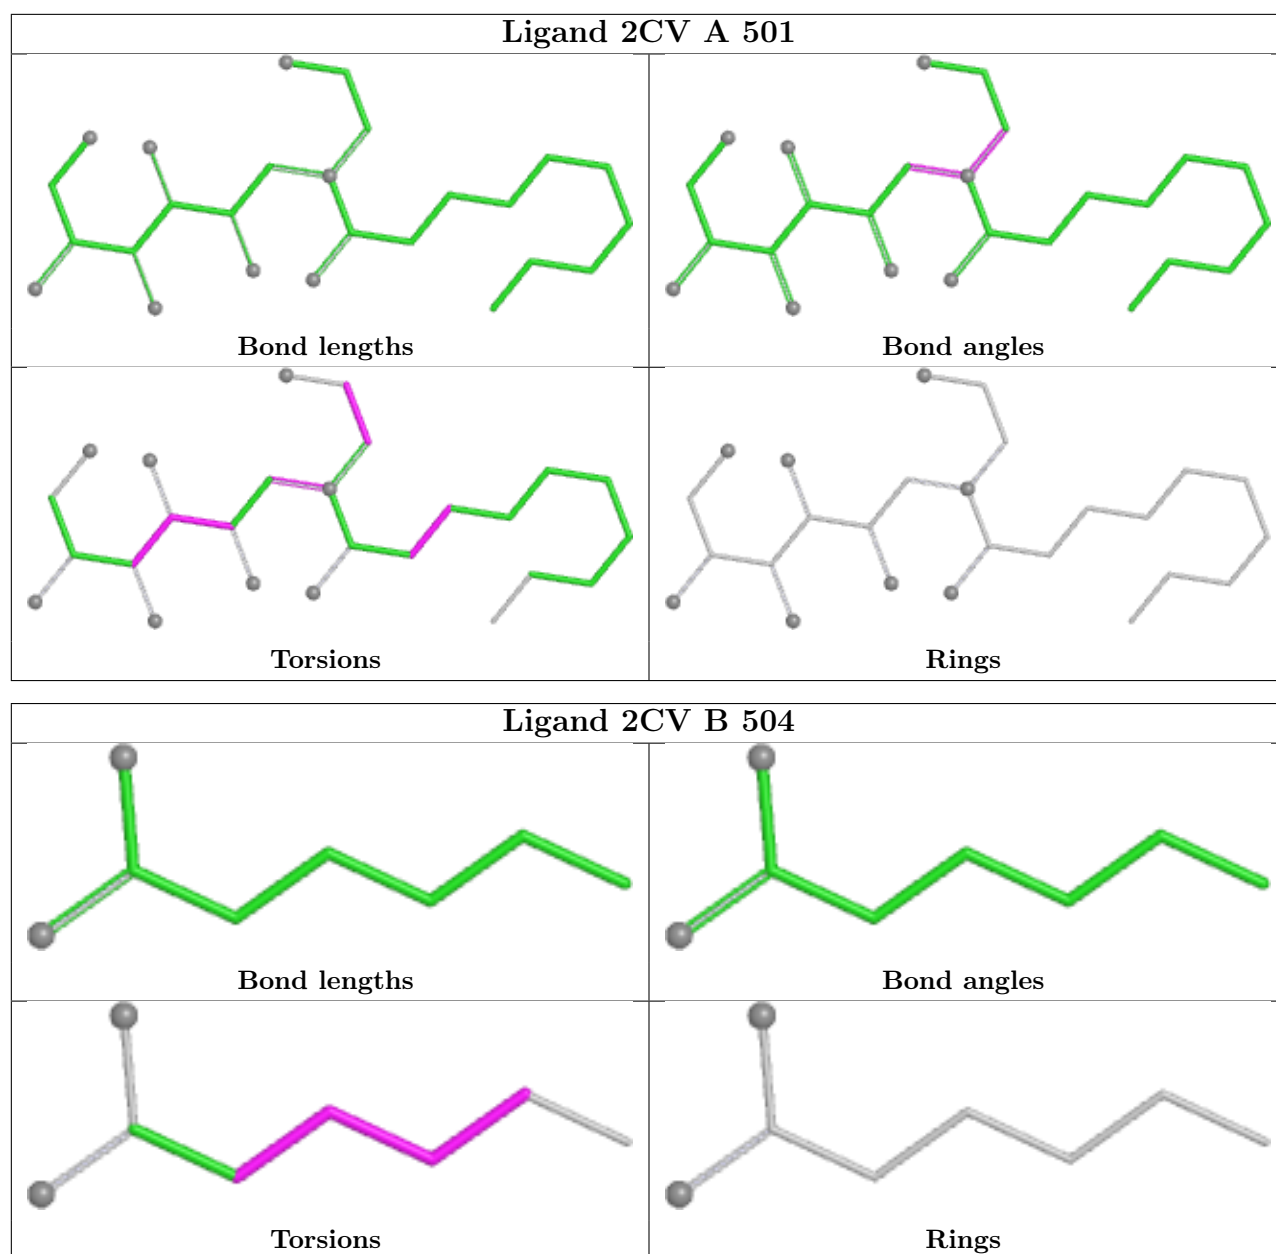 Ligand 2CV A 501
Bond lengths
Bond angles
Torsions
Rings
Ligand 2CV B 504
Bond lengths
Bond angles
Torsions
Rings